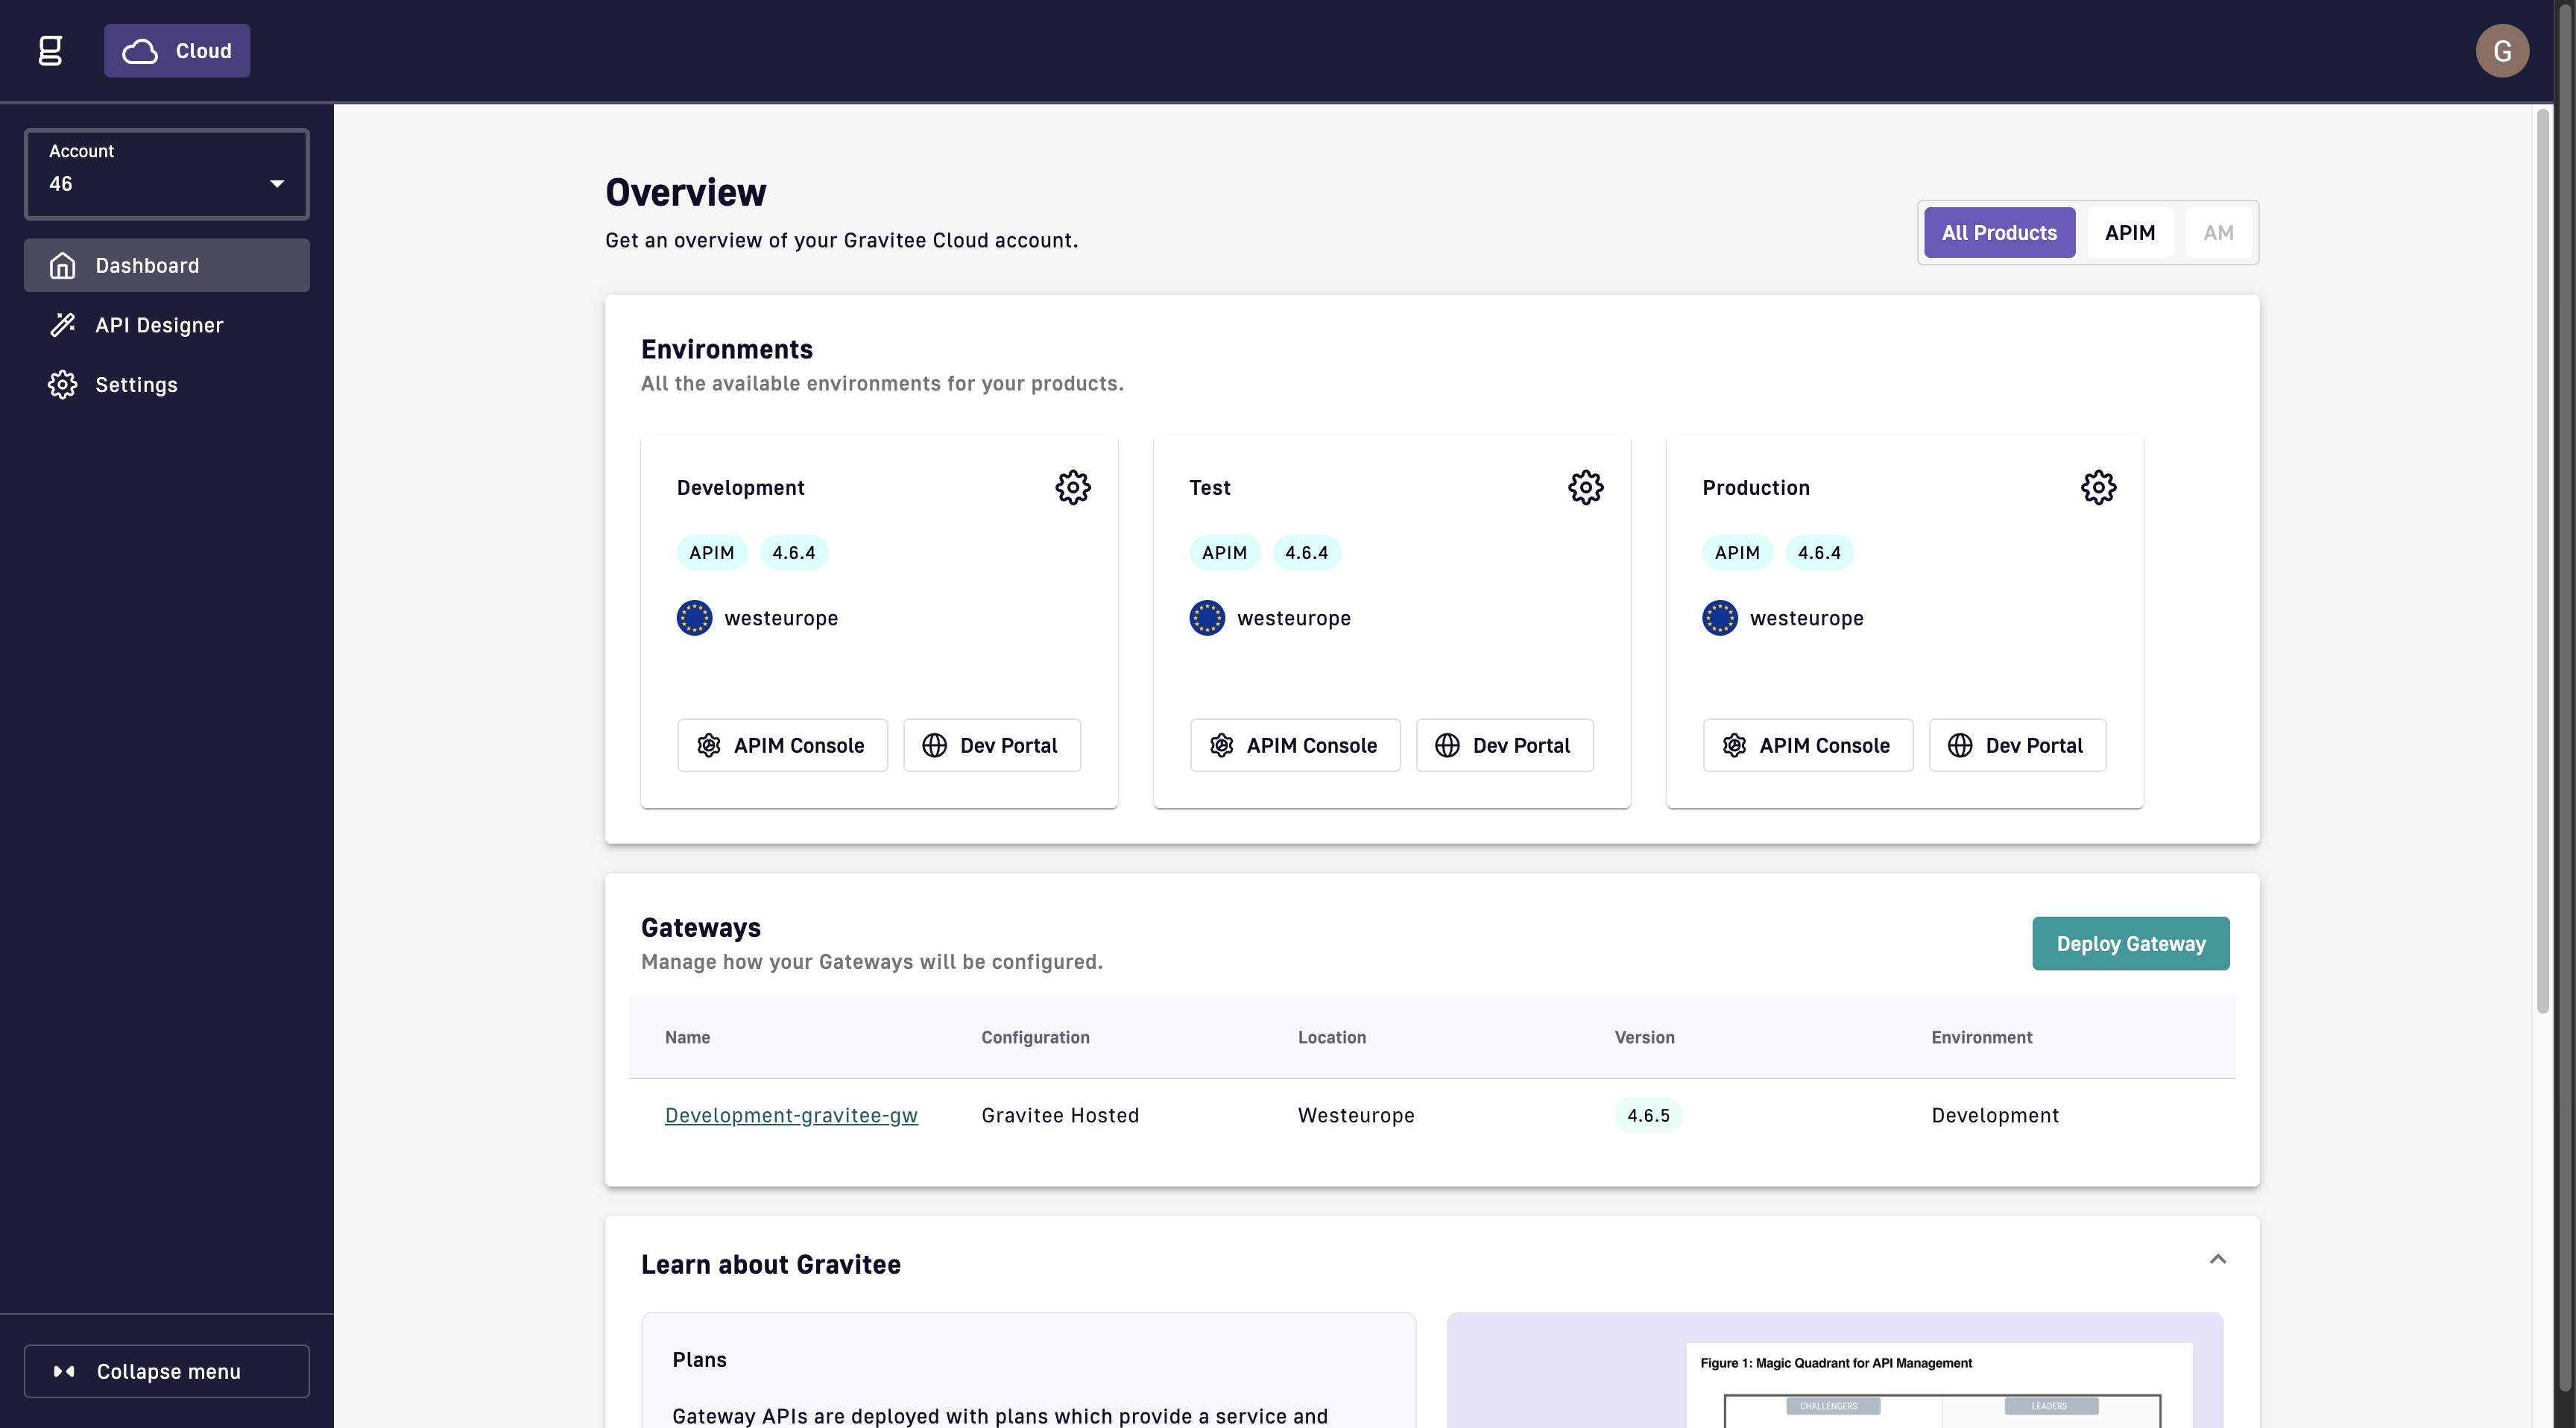 g
Cloud
G
Account
46
Dashboard
API Designer
Settings
Collapse menu
Overview
Get an overview of your Gravitee Cloud account.
All Products
APIM
AM
Environments
All the available environments for your products.
Development
APIM 4.6.4
westeurope
APIM Console
Dev Portal
Test
APIM 4.6.4
westeurope
APIM Console
Dev Portal
Production
APIM 4.6.4
westeurope
APIM Console
Dev Portal
Gateways
Manage how your Gateways will be configured.
Deploy Gateway
Name Configuration Location Version Environment
Development-gravitee-gw Gravitee Hosted Westeurope 4.6.5 Development
Learn about Gravitee
Plans
Gateway APIs are deployed with plans which provide a service and
Figure 1: Magic Quadrant for API Management
CHALLENGERS
LEADERS